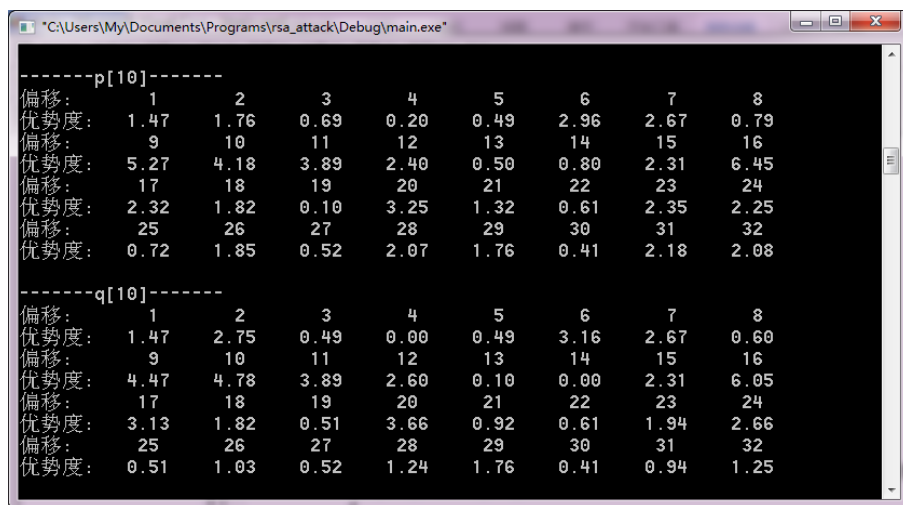 "C:\Users\My\Documents\Programs\rsa_attack\Debug\main.exe"
-------p[10]-------
偏移: 1 2 3 4 5 6 7 8
优势度: 1.47 1.76 0.69 0.20 0.49 2.96 2.67 0.79
偏移: 9 10 11 12 13 14 15 16
优势度: 5.27 4.18 3.89 2.40 0.50 0.80 2.31 6.45
偏移: 17 18 19 20 21 22 23 24
优势度: 2.32 1.82 0.10 3.25 1.32 0.61 2.35 2.25
偏移: 25 26 27 28 29 30 31 32
优势度: 0.72 1.85 0.52 2.07 1.76 0.41 2.18 2.08
-------q[10]-------
偏移: 1 2 3 4 5 6 7 8
优势度: 1.47 2.75 0.49 0.00 0.49 3.16 2.67 0.60
偏移: 9 10 11 12 13 14 15 16
优势度: 4.47 4.78 3.89 2.60 0.10 0.00 2.31 6.05
偏移: 17 18 19 20 21 22 23 24
优势度: 3.13 1.82 0.51 3.66 0.92 0.61 1.94 2.66
偏移: 25 26 27 28 29 30 31 32
优势度: 0.51 1.03 0.52 1.24 1.76 0.41 0.94 1.25